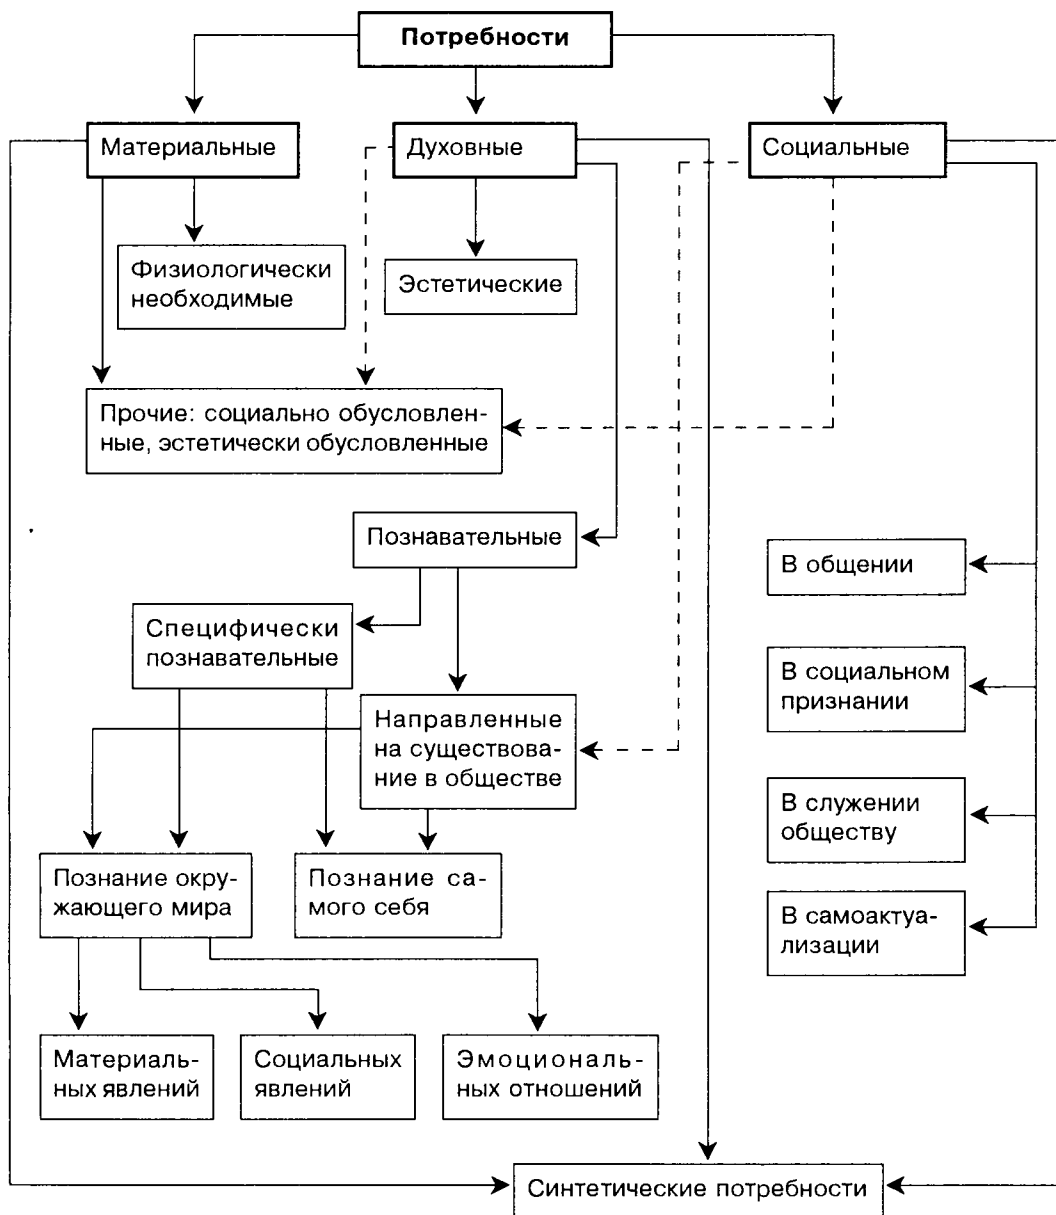 Потребности
Материальные
Духовные
Социальные
Физиологически
необходимые
Эстетические
Прочие: социально обусловлен-
ные, эстетически обусловленные
Познавательные
В общении
Специфически
познавательные
В социальном
признании
Направленные
на существова-
ние в обществе
В служении
обществу
Познание окру-
жающего мира
Познание са-
мого себя
В самоактуа-
лизации
Материаль-
ных явлений
Социальных
явлений
Эмоциональ-
ных отношений
Синтетические потребности